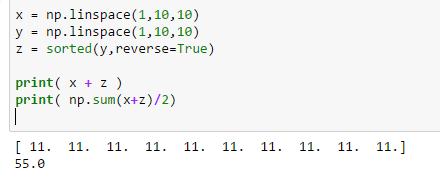 x = np.linspace(1,10,10)
y = np.linspace(1,10,10)
z = sorted(y,reverse=True)
print( x + z )
print( np.sum(x+z)/2)
[ 11.  11.  11.  11.  11.  11.  11.  11.  11.  11.]
55.0